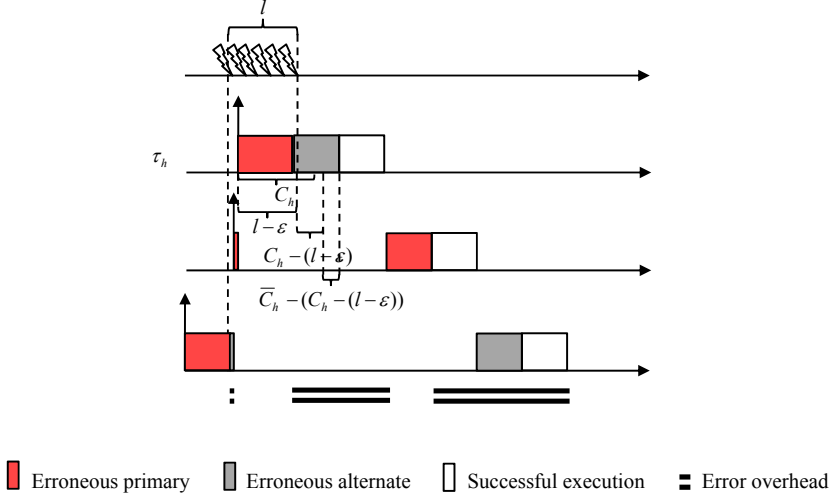 l
τ_h
C_h
l − ε
C_h − (l − ε)
C̅_h − (C_h − (l − ε))
Erroneous primary
Erroneous alternate
Successful execution
Error overhead